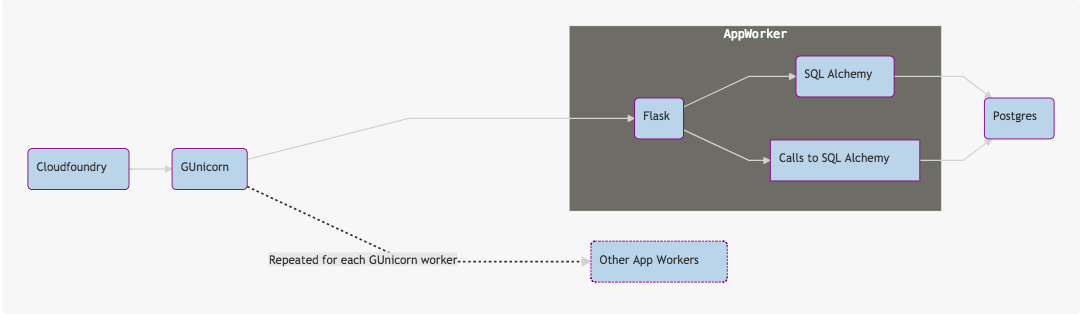 AppWorker
SQL Alchemy
Flask
Postgres
Calls to SQL Alchemy
Cloudfoundry
GUnicorn
Repeated for each GUnicorn worker
Other App Workers